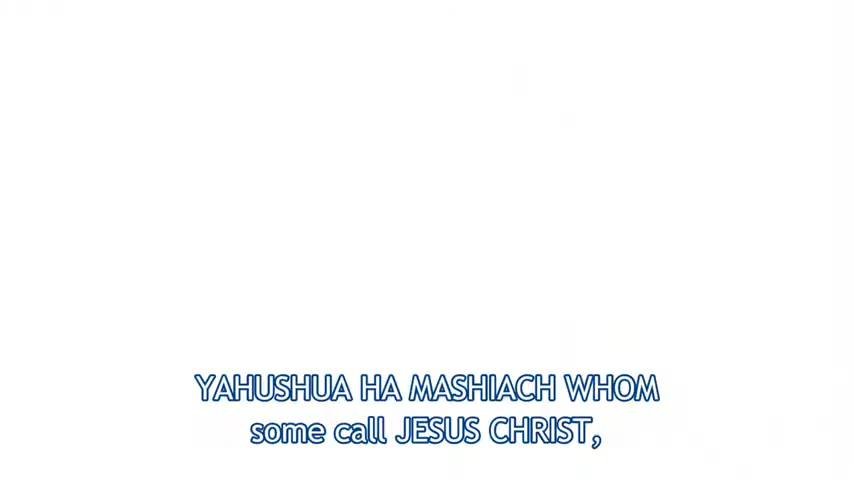 YAHUSHUA HA MASHIACH WHOM
some call JESUS CHRIST,